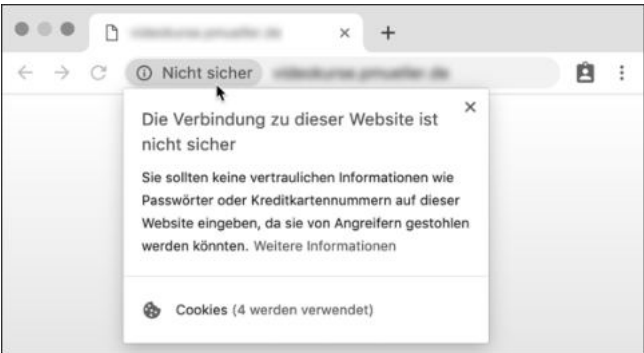 Nicht sicher
Die Verbindung zu dieser Website ist
nicht sicher
Sie sollten keine vertraulichen Informationen wie
Passwörter oder Kreditkartennummern auf dieser
Website eingeben, da sie von Angreifern gestohlen
werden könnten. Weitere Informationen
Cookies (4 werden verwendet)